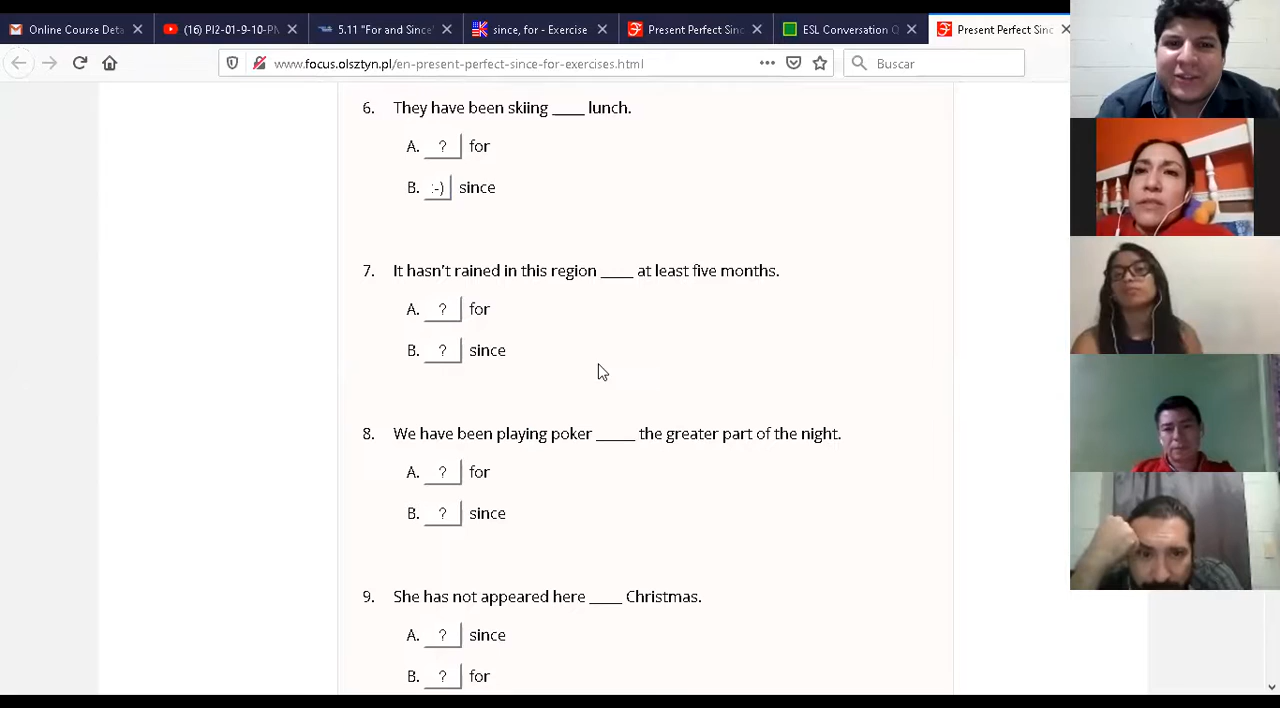 Online Course Deta
(16) PI2-01-R-10-PN
5.11 "For and Since"
since, for - Exercise
Present Perfect Sinc
ESL Conversation Q
Present Perfect Sinc
www.focus.olsztyn.pl/en-present-perfect-since-for-exercises.html
Buscar
6. They have been skiing ____ lunch.
A. ? for
B. :-) since
7. It hasn't rained in this region ____ at least five months.
A. ? for
B. ? since
8. We have been playing poker _____ the greater part of the night.
A. ? for
B. ? since
9. She has not appeared here ____ Christmas.
A. ? since
B. ? for